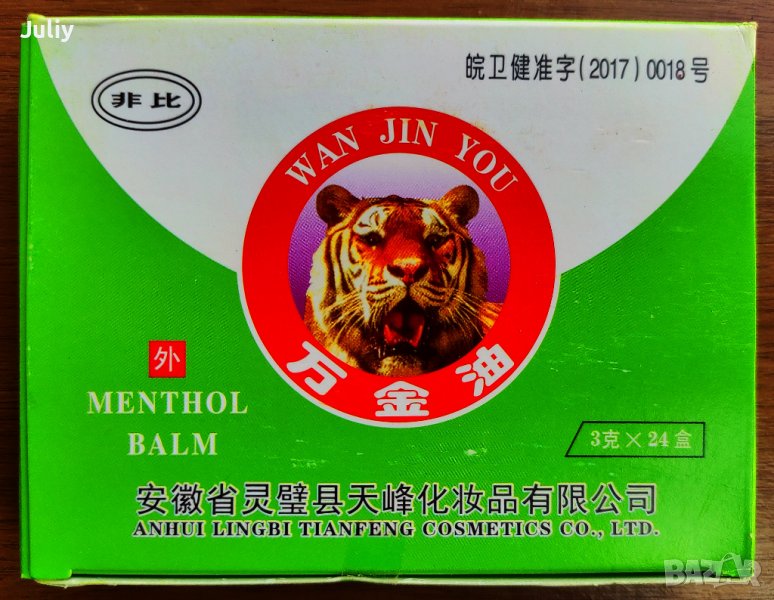 Juliy
皖卫健准字(2017)0018号
非比
WAN JIN YOU
万金油
外
MENTHOL
BALM
3克×24盒
安徽省灵璧县天峰化妆品有限公司
ANHUI LINGBI TIANFENG COSMETICS CO., LTD.
BAZAR